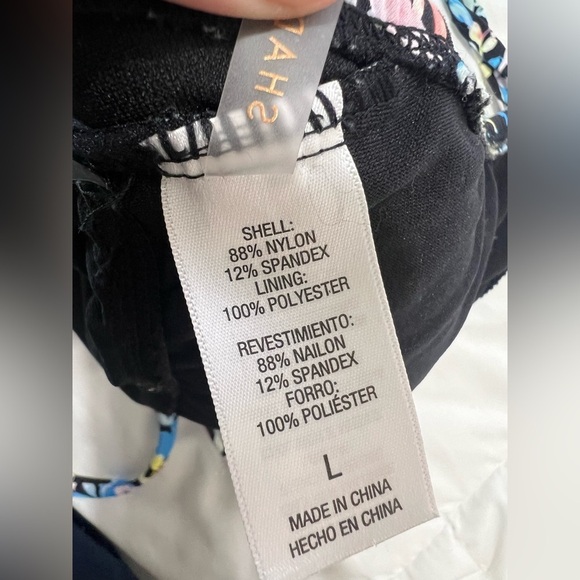 SHAT
SHELL:
88% NYLON
12% SPANDEX
LINING:
100% POLYESTER
REVESTIMIENTO:
88% NAILON
12% SPANDEX
FORRO:
100% POLIÉSTER
L
MADE IN CHINA
HECHO EN CHINA